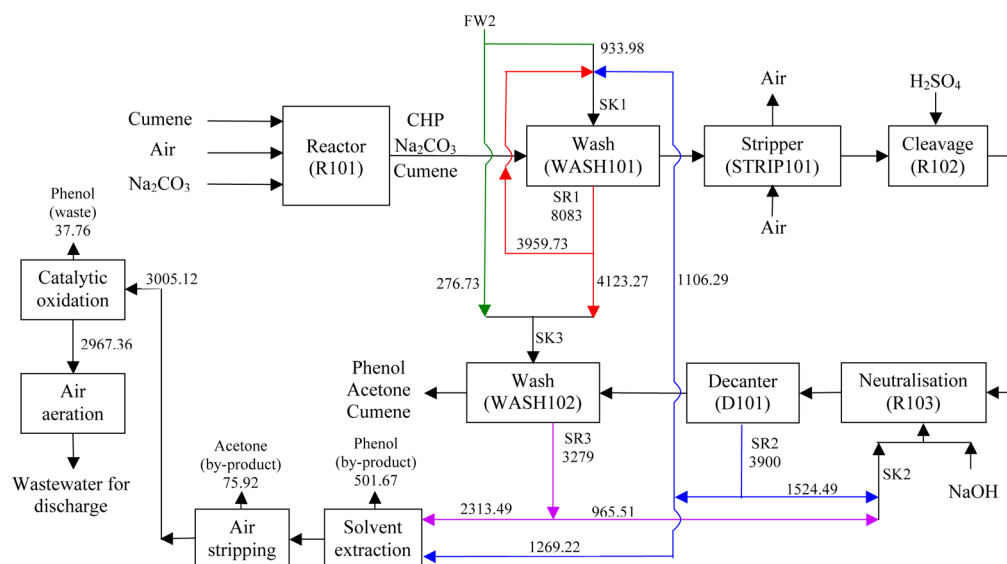 FW2
933.98
Air
H₂SO₄
SK1
Cumene
Air
Na₂CO₃
Reactor
(R101)
CHP
Na₂CO₃
Cumene
Wash
(WASH101)
Stripper
(STRIP101)
Cleavage
(R102)
SR1
8083
Air
Phenol
(waste)
37.76
3959.73
Catalytic
oxidation
3005.12
276.73
4123.27
1106.29
SK3
2967.36
Air
aeration
Phenol
Acetone
Cumene
Wash
(WASH102)
Decanter
(D101)
Neutralisation
(R103)
Wastewater for
discharge
Acetone
(by-product)
75.92
Phenol
(by-product)
501.67
SR3
3279
SR2
3900
SK2
NaOH
1524.49
2313.49
965.51
Air
stripping
Solvent
extraction
1269.22